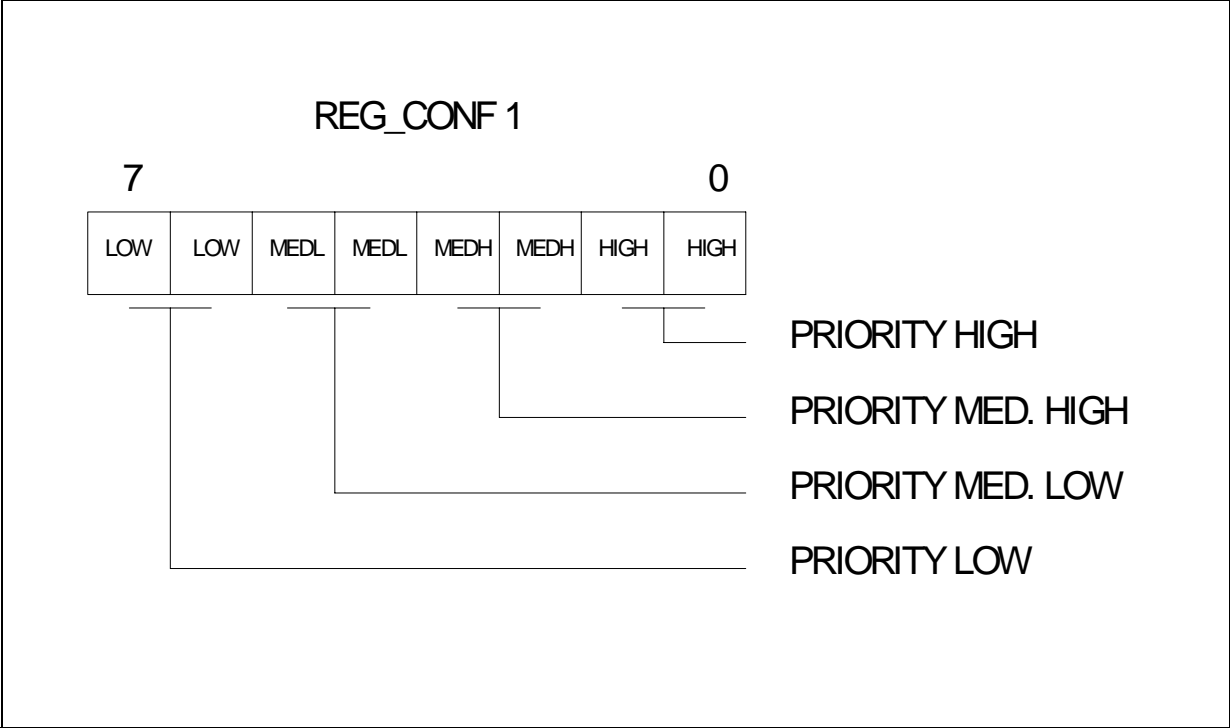 REG_CONF 1
7 0
LOW LOW MEDL MEDL MEDH MEDH HIGH HIGH
PRIORITY HIGH
PRIORITY MED. HIGH
PRIORITY MED. LOW
PRIORITY LOW